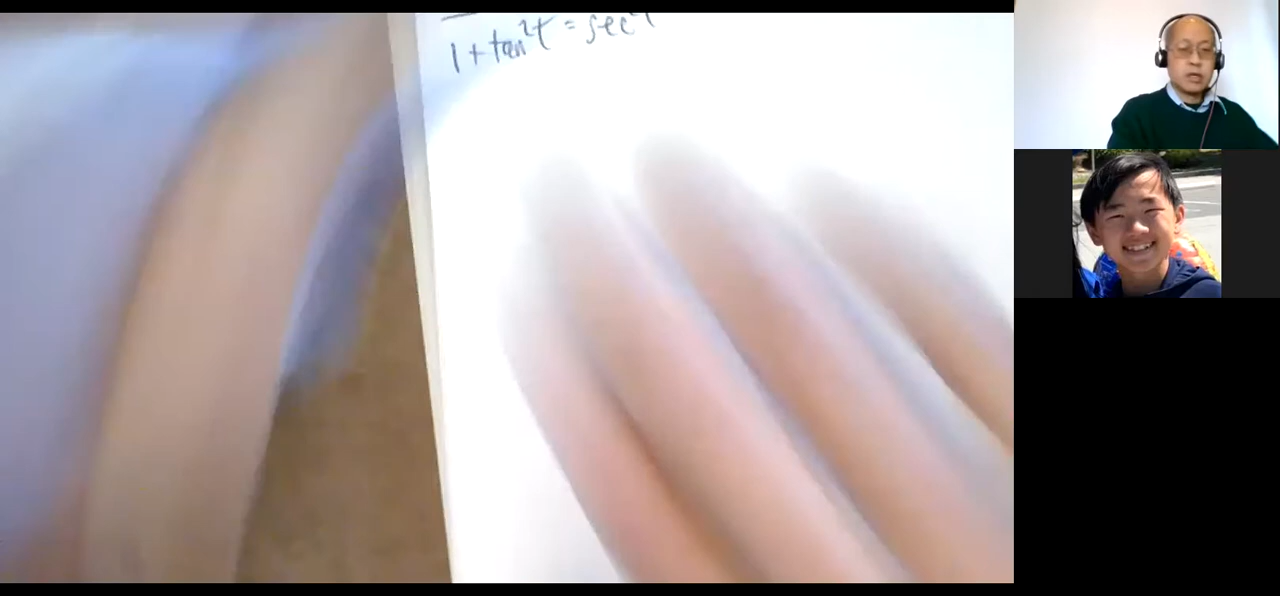 1 + tan²t = sec²t